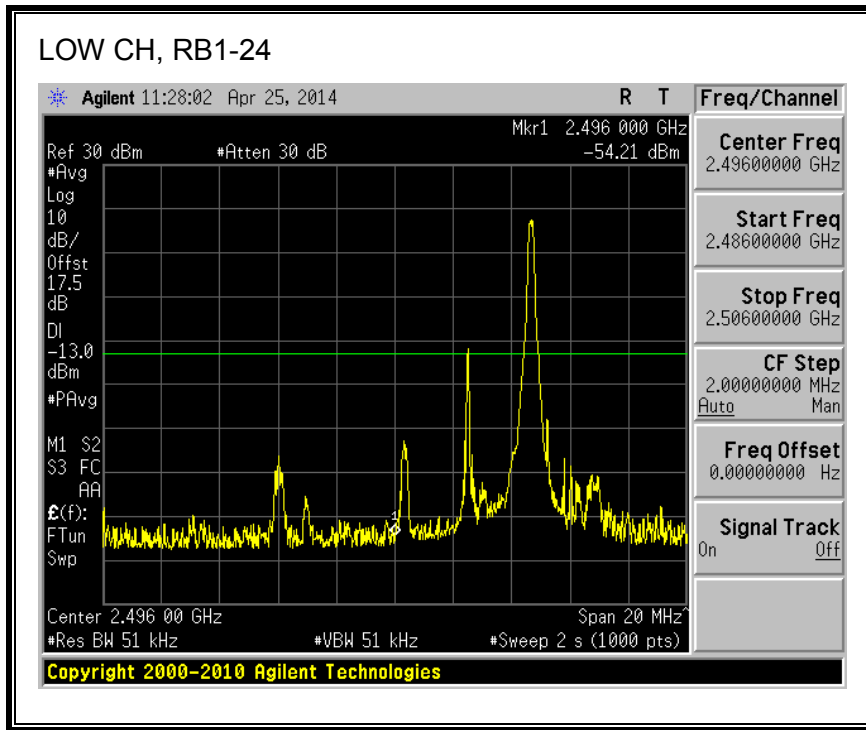 LOW CH, RB1-24
Agilent 11:28:02 Apr 25, 2014 R T
Freq/Channel
Mkr1 2.496 000 GHz
Ref 30 dBm #Atten 30 dB -54.21 dBm
#Avg
Log
10
dB/
Offst
17.5
dB
DI
-13.0
dBm
#PAvg
M1 S2
S3 FC
AA
£(f):
FTun
Swp
1
Center 2.496 00 GHz Span 20 MHz^
#Res BW 51 kHz #VBW 51 kHz #Sweep 2 s (1000 pts)
Copyright 2000-2010 Agilent Technologies
Center Freq
2.49600000 GHz
Start Freq
2.48600000 GHz
Stop Freq
2.50600000 GHz
CF Step
2.00000000 MHz
Auto Man
Freq Offset
0.00000000 Hz
Signal Track
On Off